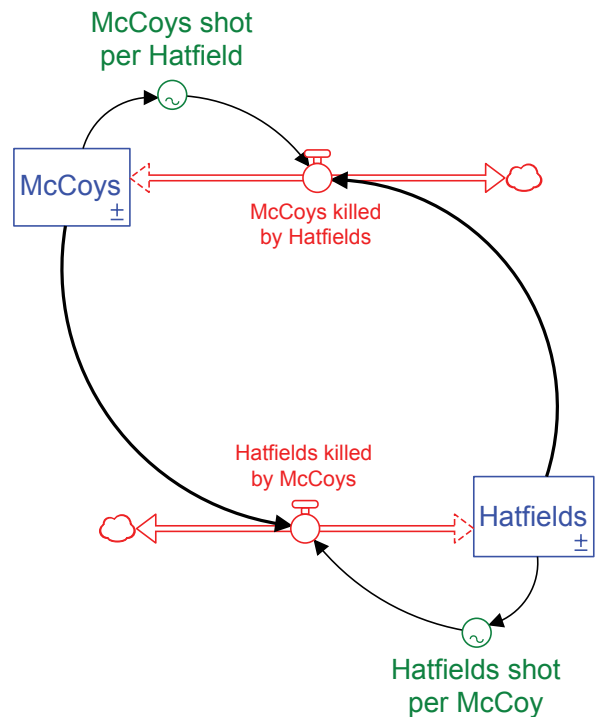 McCoys shot
per Hatfield
McCoys
±
McCoys killed
by Hatfields
Hatfields killed
by McCoys
Hatfields
±
Hatfields shot
per McCoy